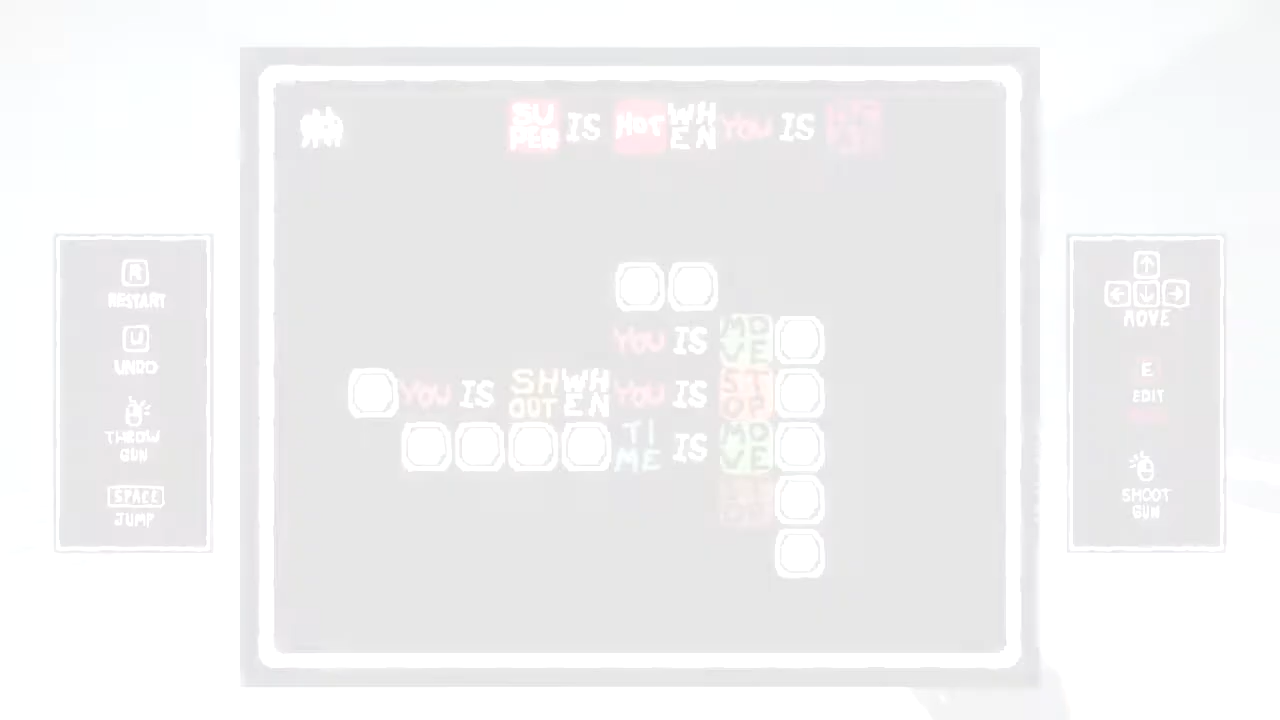 SUPER IS HOT WHEN YOU IS
YOU IS MOVE
YOU IS SHOOT WHEN YOU IS STOP
TIME IS MOVE
R
RESTART
U
UNDO
THROW
GUN
SPACE
JUMP
↑
← ↓ →
MOVE
E
EDIT
SHOOT
GUN